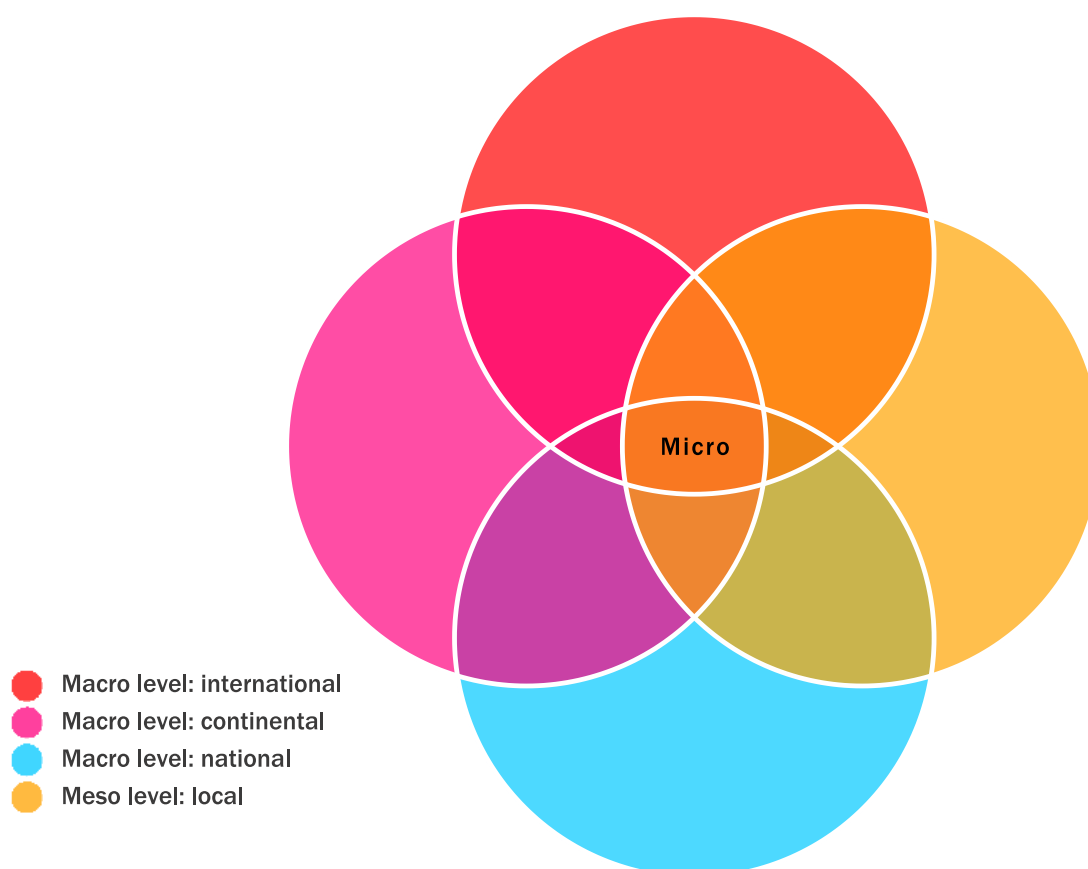 Micro
Macro level: international
Macro level: continental
Macro level: national
Meso level: local